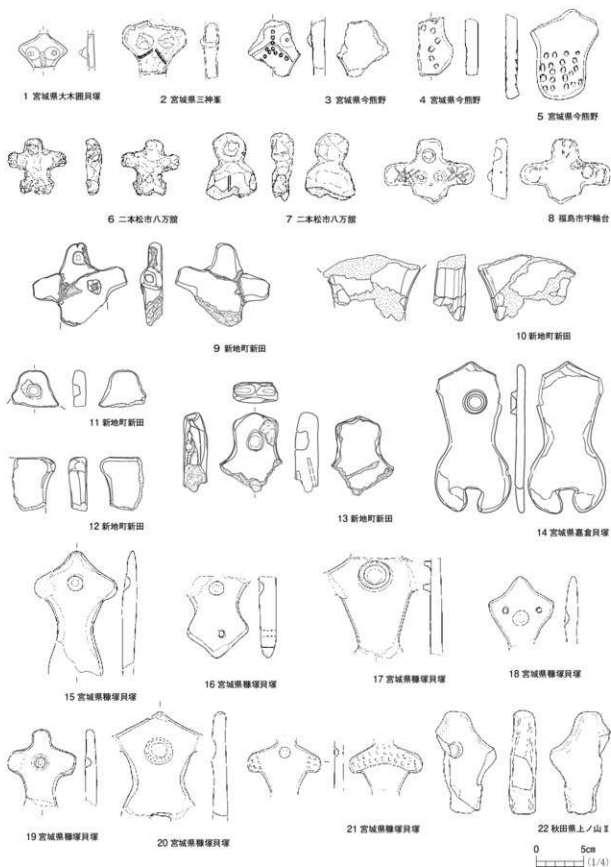 1 宮城県大木囲貝塚
2 宮城県三神峯
3 宮城県今熊野
4 宮城県今熊野
5 宮城県今熊野
6 二本松市八万舘
7 二本松市八万舘
8 福島市宇輪台
9 新地町新田
10 新地町新田
11 新地町新田
12 新地町新田
13 新地町新田
14 宮城県嘉倉貝塚
15 宮城県糠塚貝塚
16 宮城県糠塚貝塚
17 宮城県糠塚貝塚
18 宮城県糠塚貝塚
19 宮城県糠塚貝塚
20 宮城県糠塚貝塚
21 宮城県糠塚貝塚
22 秋田県上ノ山Ⅱ
0 5cm
(1/4)